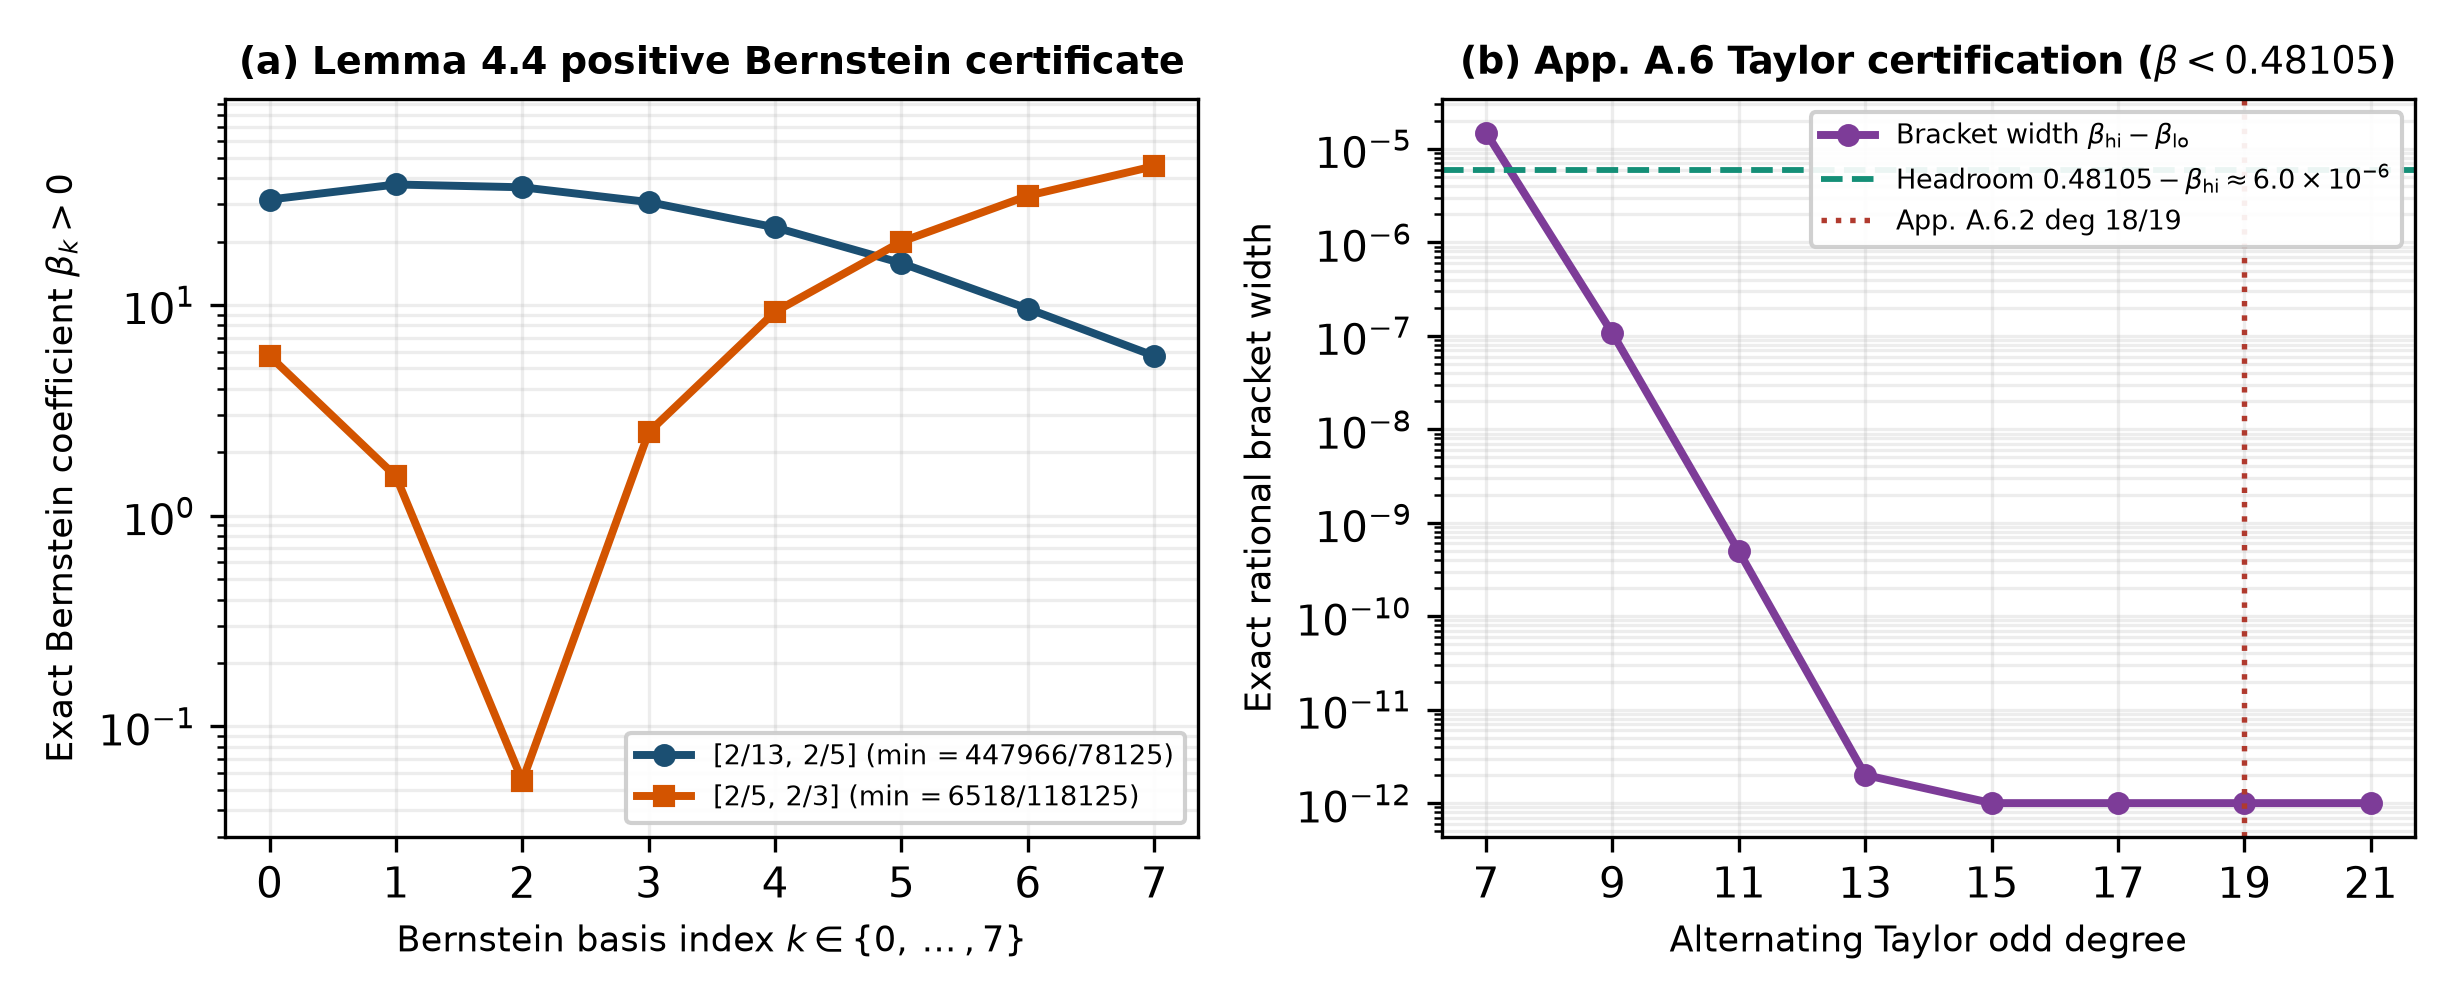 (a) Lemma 4.4 positive Bernstein certificate
Exact Bernstein coefficient βₖ > 0
10¹
10⁰
10⁻¹
[2/13, 2/5] (min = 447966/78125)
[2/5, 2/3] (min = 6518/118125)
0 1 2 3 4 5 6 7
Bernstein basis index k ∈ {0, … , 7}
(b) App. A.6 Taylor certification (β < 0.48105)
Exact rational bracket width
10⁻⁵
10⁻⁶
10⁻⁷
10⁻⁸
10⁻⁹
10⁻¹⁰
10⁻¹¹
10⁻¹²
Bracket width β_hi − β_lo
Headroom 0.48105 − β_hi ≈ 6.0 × 10⁻⁶
App. A.6.2 deg 18/19
7 9 11 13 15 17 19 21
Alternating Taylor odd degree